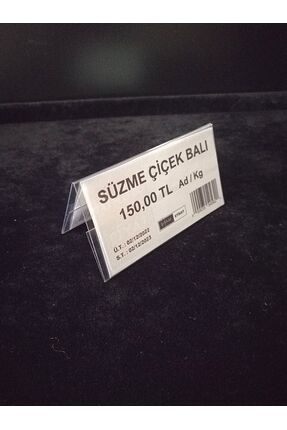 SÜZME ÇİÇEK BALI
150,00 TL Ad / Kg
Ü.T. : 02/12/2022
S.T. : 02/12/2023